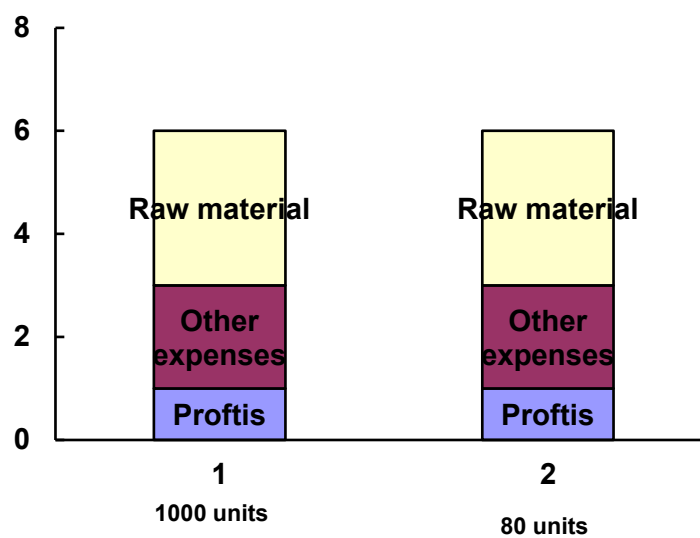 8
6
4
2
0
Raw material
Other
expenses
Proftis
Raw material
Other
expenses
Proftis
1
2
1000 units
80 units